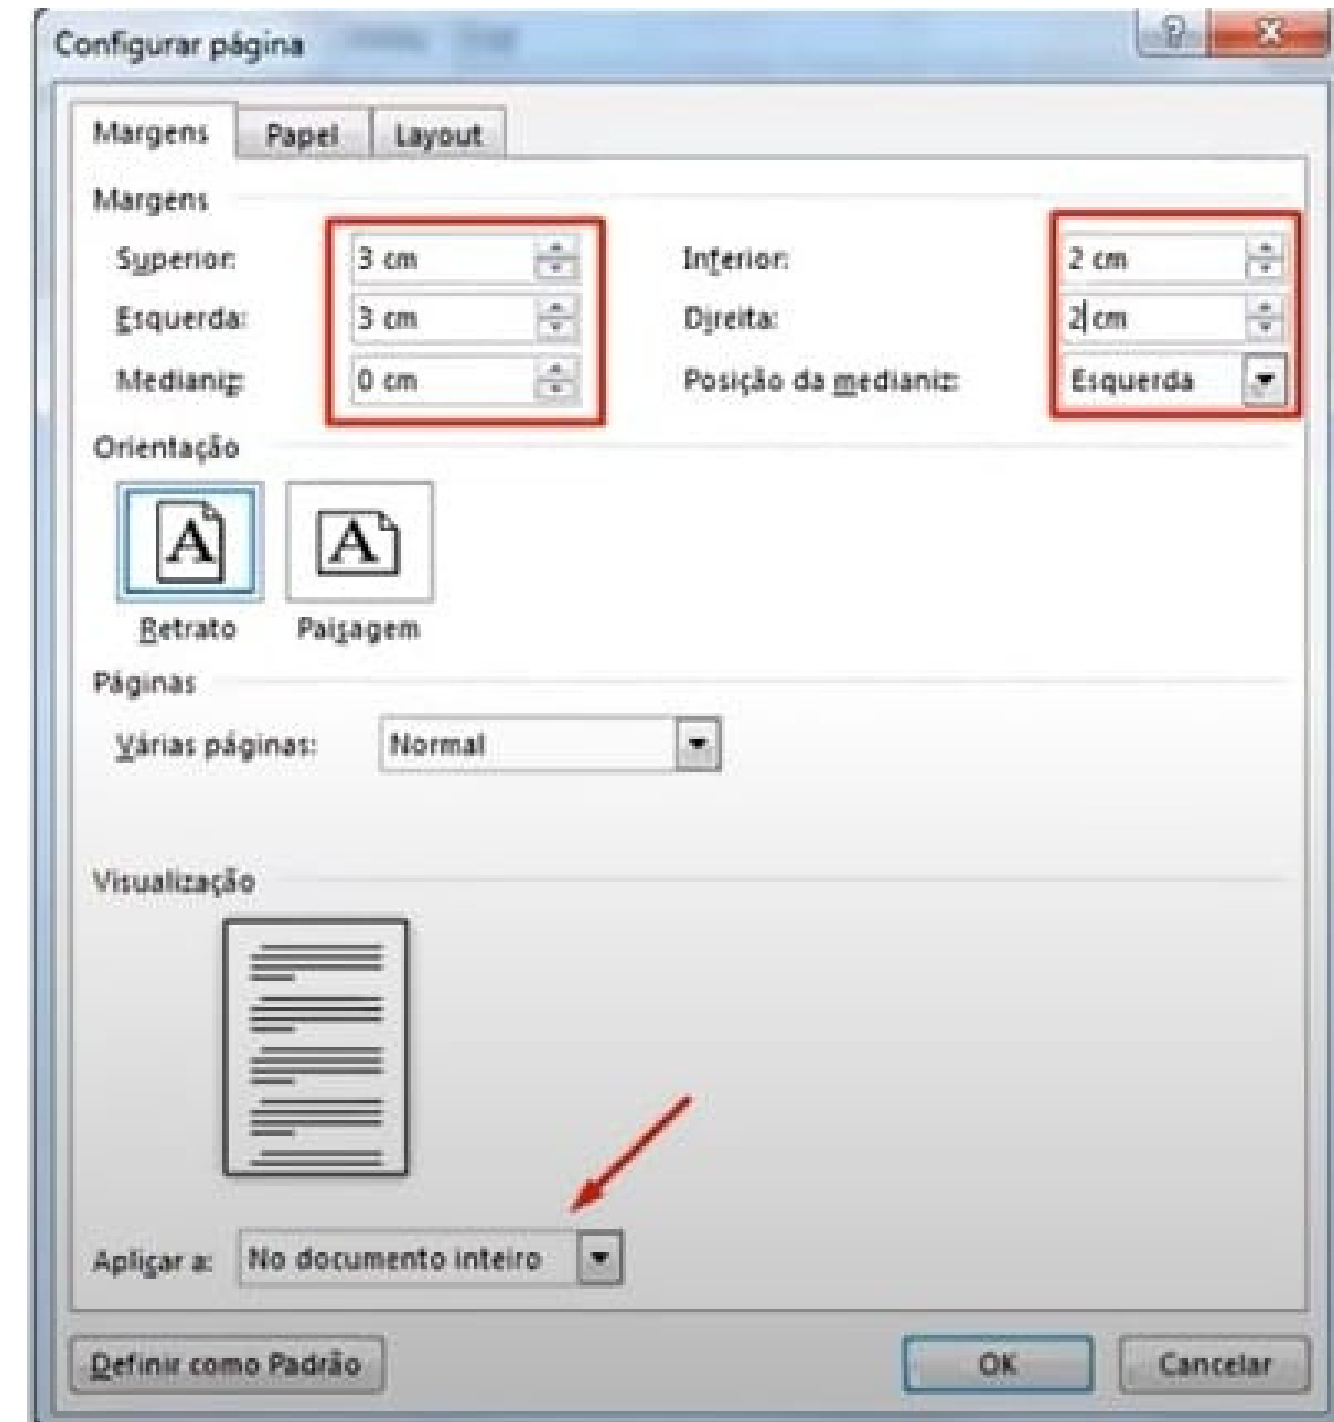 Configurar página
Margens Papel Layout
Margens
Superior: 3 cm Inferior: 2 cm
Esquerda: 3 cm Direita: 2 cm
Medianiz: 0 cm Posição da medianiz: Esquerda
Orientação
A A
Retrato Paisagem
Páginas
Várias páginas: Normal
Visualização
Aplicar a: No documento inteiro
Definir como Padrão OK Cancelar